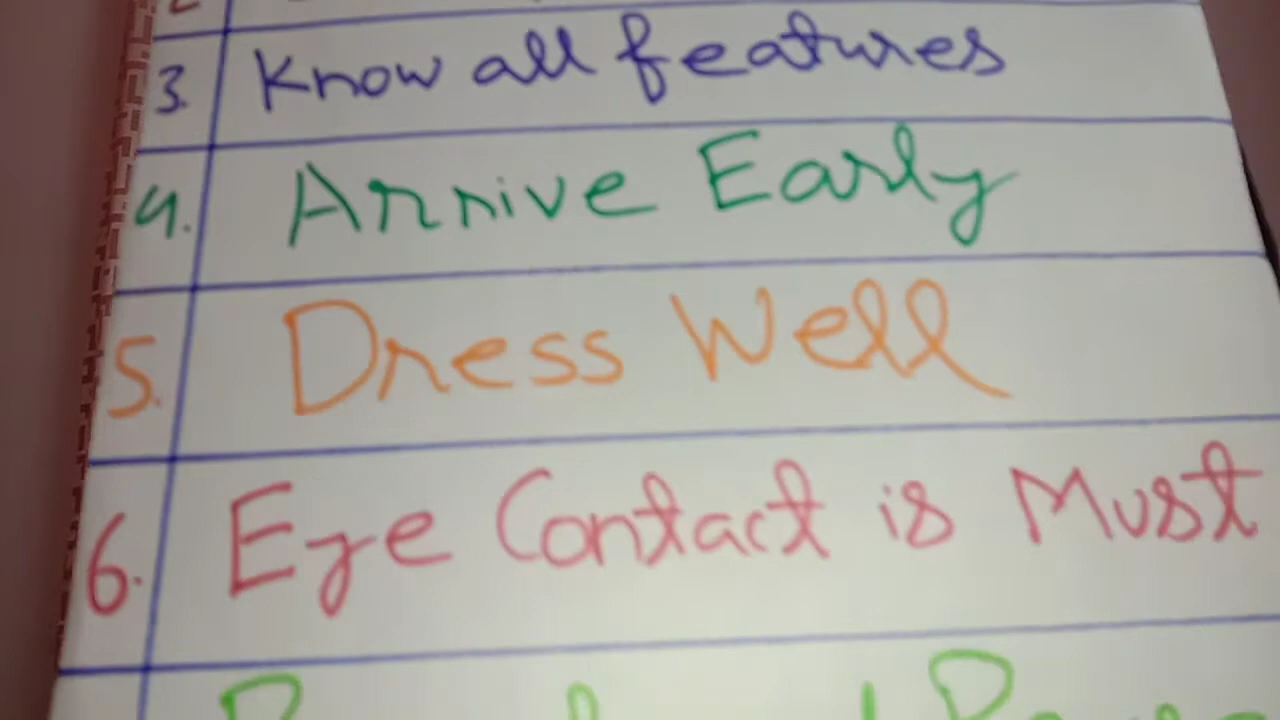 3. Know all features
4. Arrive Early
5. Dress Well
6. Eye Contact is Must